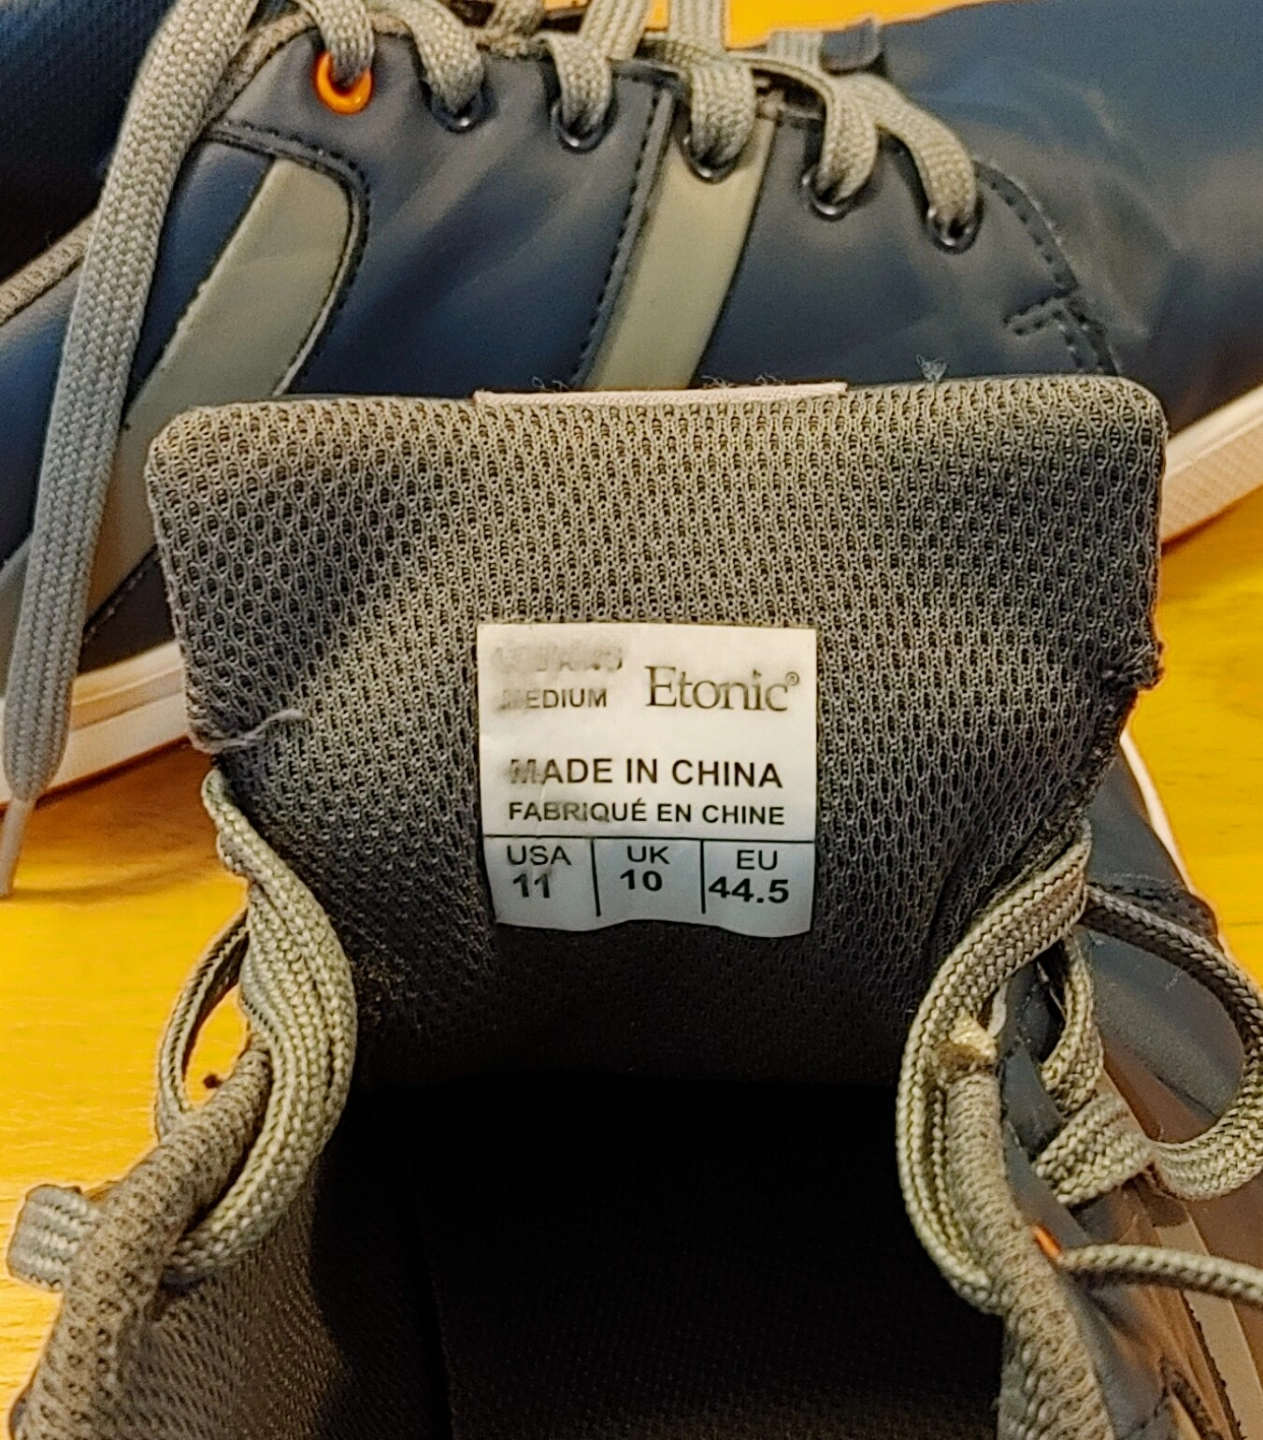 MEDIUM Etonic®
MADE IN CHINA
FABRIQUÉ EN CHINE
USA UK EU
11 10 44.5